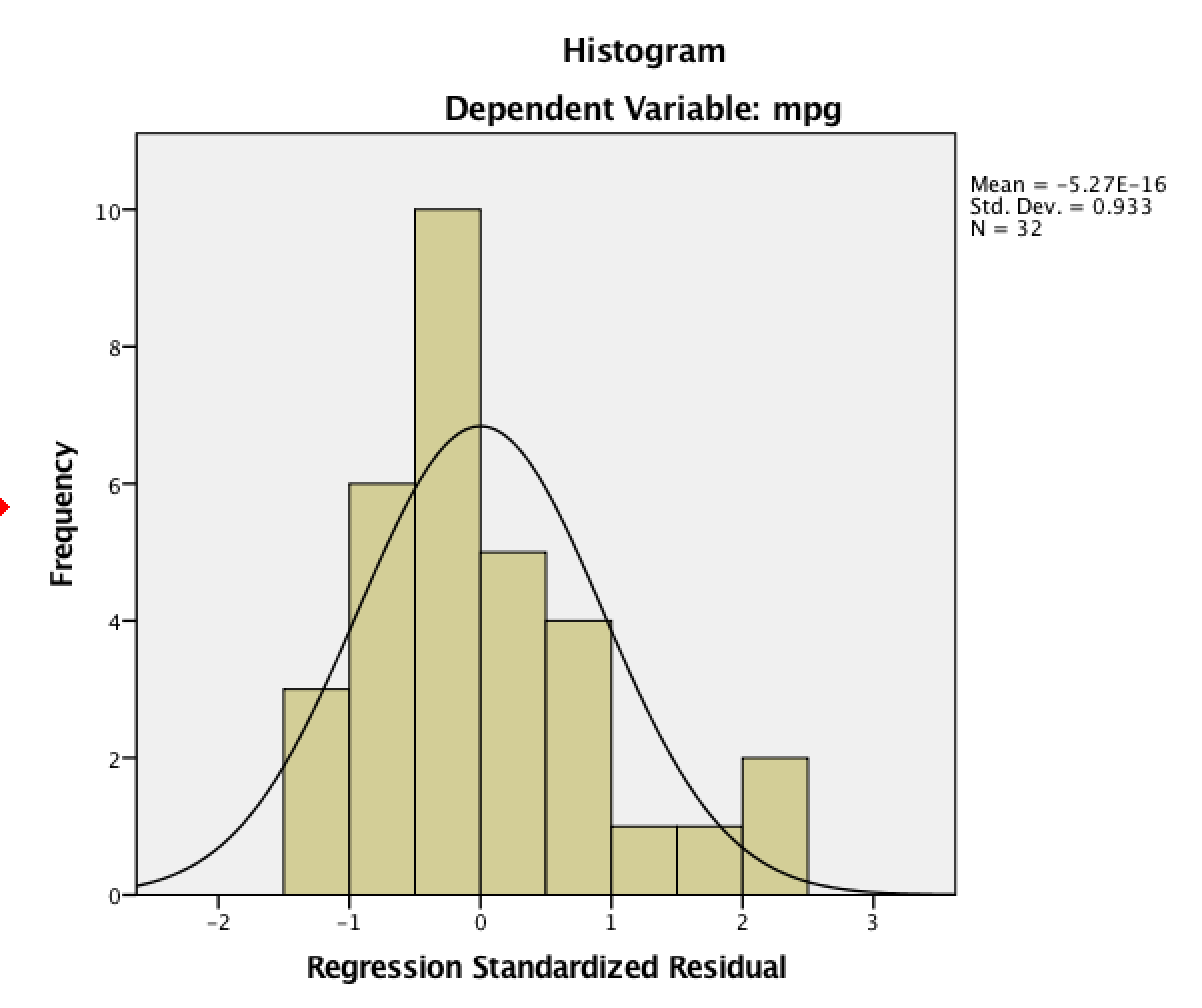 Histogram
Dependent Variable: mpg
Mean = -5.27E-16
Std. Dev. = 0.933
N = 32
10
8
6
4
2
0
Frequency
-2 -1 0 1 2 3
Regression Standardized Residual